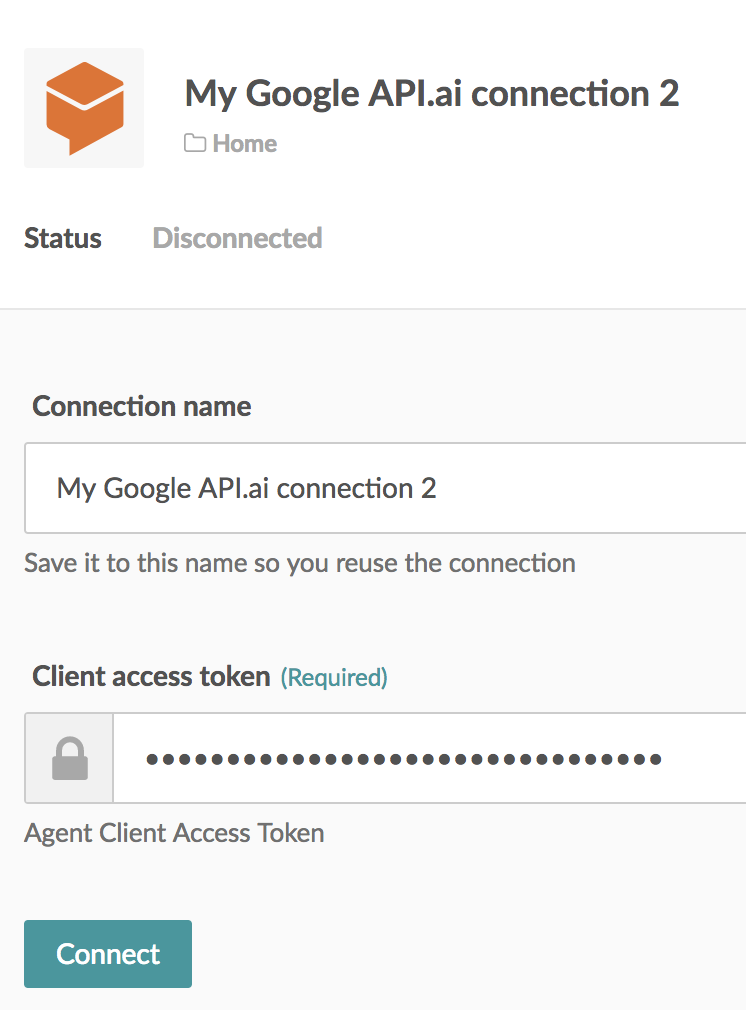 My Google API.ai connection 2
Home
Status Disconnected
Connection name
My Google API.ai connection 2
Save it to this name so you reuse the connection
Client access token (Required)
••••••••••••••••••••••••••••••••
Agent Client Access Token
Connect